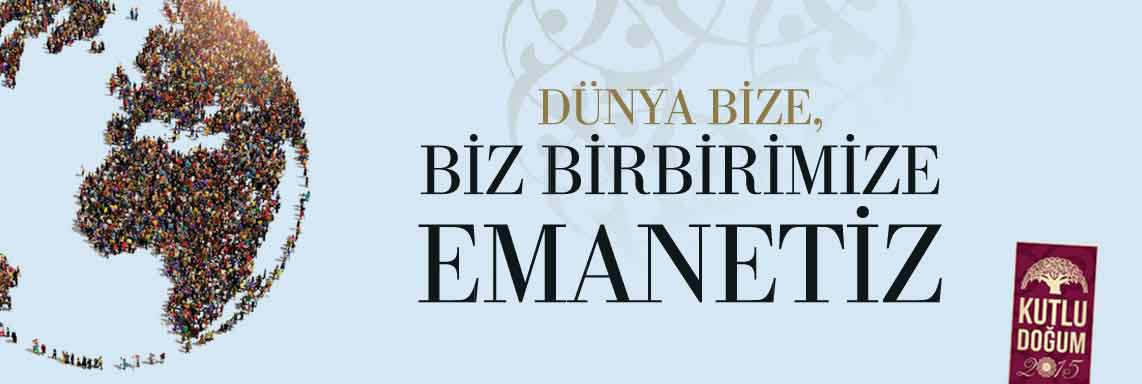 DÜNYA BİZE,
BİZ BİRBİRİMİZE
EMANETİZ
KUTLU
DOĞUM
2015